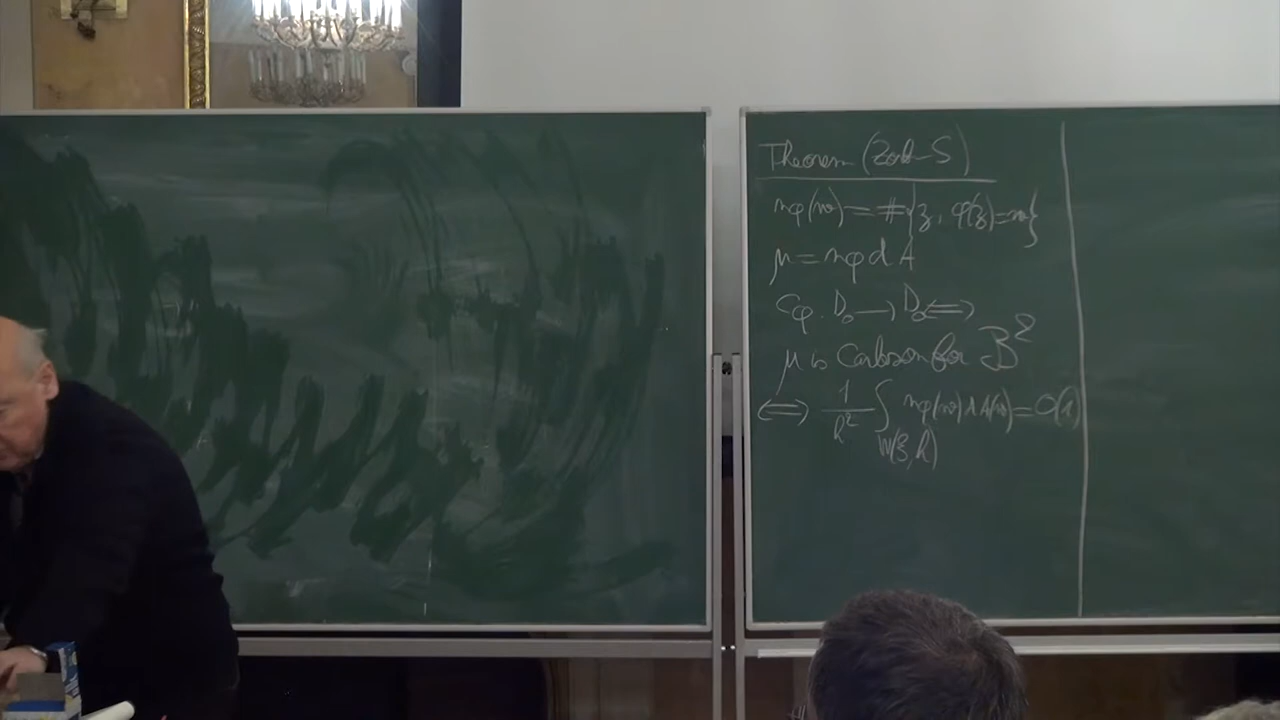 Theorem (Zorb-S)
nφ(w) = #{z, φ(z)=w}
μ = nφ dA
Cφ: D₀ → D₀ ⟺
μ is Carleson for B²
⟺ 1/h² ∫_{W(ξ,h)} nφ(w) dA(w) = O(1)